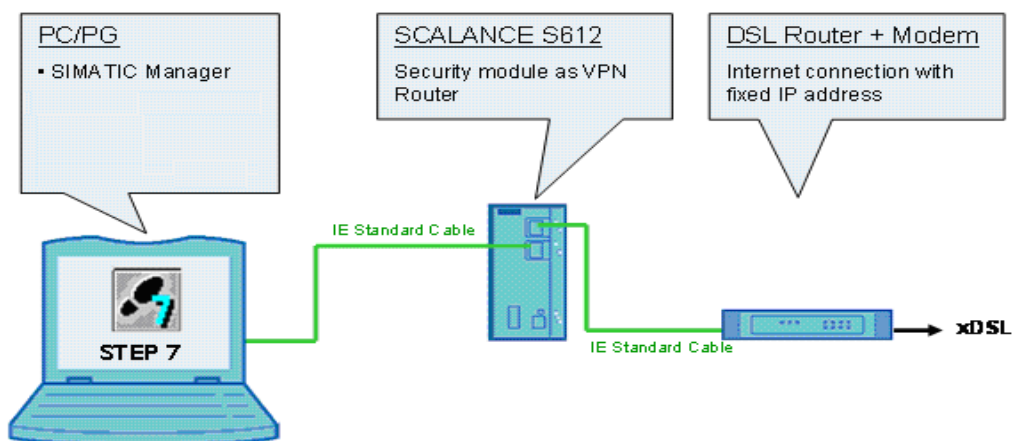 PC/PG
▪ SIMATIC Manager
SCALANCE S612
Security module as VPN
Router
DSL Router + Modem
Internet connection with
fixed IP address
IE Standard Cable
7
STEP 7
IE Standard Cable
xDSL